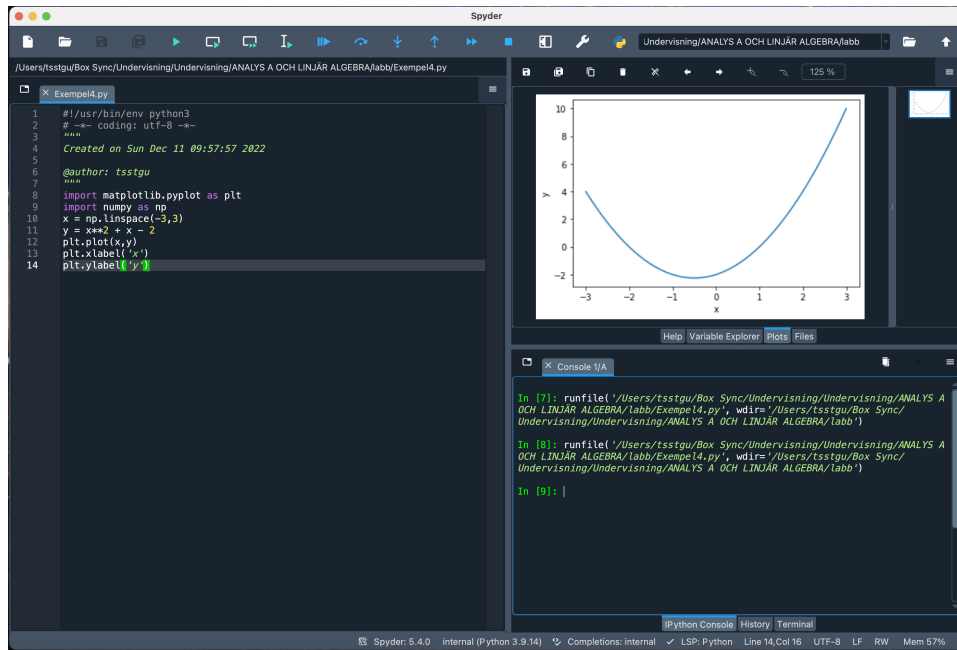 Spyder
Undervisning/ANALYS A OCH LINJÄR ALGEBRA/labb
/Users/tsstgu/Box Sync/Undervisning/Undervisning/ANALYS A OCH LINJÄR ALGEBRA/labb/Exempel4.py
Exempel4.py
1 #!/usr/bin/env python3
2 # -*- coding: utf-8 -*-
3 """
4 Created on Sun Dec 11 09:57:57 2022
5
6 @author: tsstgu
7 """
8 import matplotlib.pyplot as plt
9 import numpy as np
10 x = np.linspace(-3,3)
11 y = x**2 + x - 2
12 plt.plot(x,y)
13 plt.xlabel('x')
14 plt.ylabel('y')
125 %
10
8
6
4
2
0
−2
y
−3 −2 −1 0 1 2 3
x
Help Variable Explorer Plots Files
Console 1/A
In [7]: runfile('/Users/tsstgu/Box Sync/Undervisning/Undervisning/ANALYS A
OCH LINJÄR ALGEBRA/labb/Exempel4.py', wdir='/Users/tsstgu/Box Sync/
Undervisning/Undervisning/ANALYS A OCH LINJÄR ALGEBRA/labb')
In [8]: runfile('/Users/tsstgu/Box Sync/Undervisning/Undervisning/ANALYS A
OCH LINJÄR ALGEBRA/labb/Exempel4.py', wdir='/Users/tsstgu/Box Sync/
Undervisning/Undervisning/ANALYS A OCH LINJÄR ALGEBRA/labb')
In [9]:
IPython Console History Terminal
Spyder: 5.4.0 internal (Python 3.9.14) Completions: internal LSP: Python Line 14, Col 16 UTF-8 LF RW Mem 57%